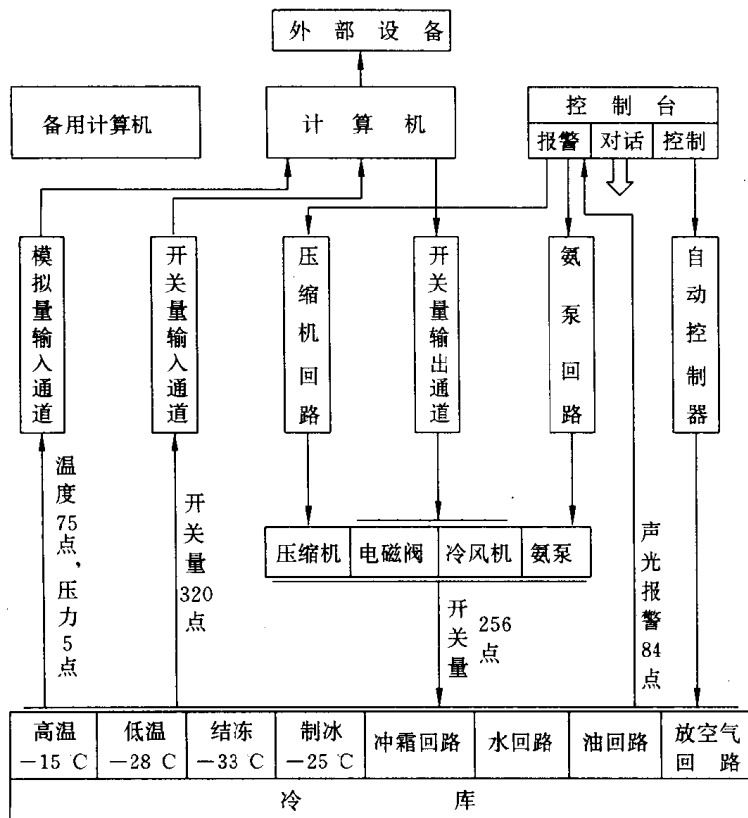 外部设备
备用计算机
计算机
控制台
报警 对话 控制
模拟量输入通道
开关量输入通道
压缩机回路
开关量输出通道
氨泵回路
自动控制器
温度75点、压力5点
开关量320点
压缩机 电磁阀 冷风机 氨泵
开关量256点
声光报警84点
高温 低温 结冻 制冰 冲霜回路 水回路 油回路 放空气
-15 C -28 C -33 C -25 C 回路
冷库